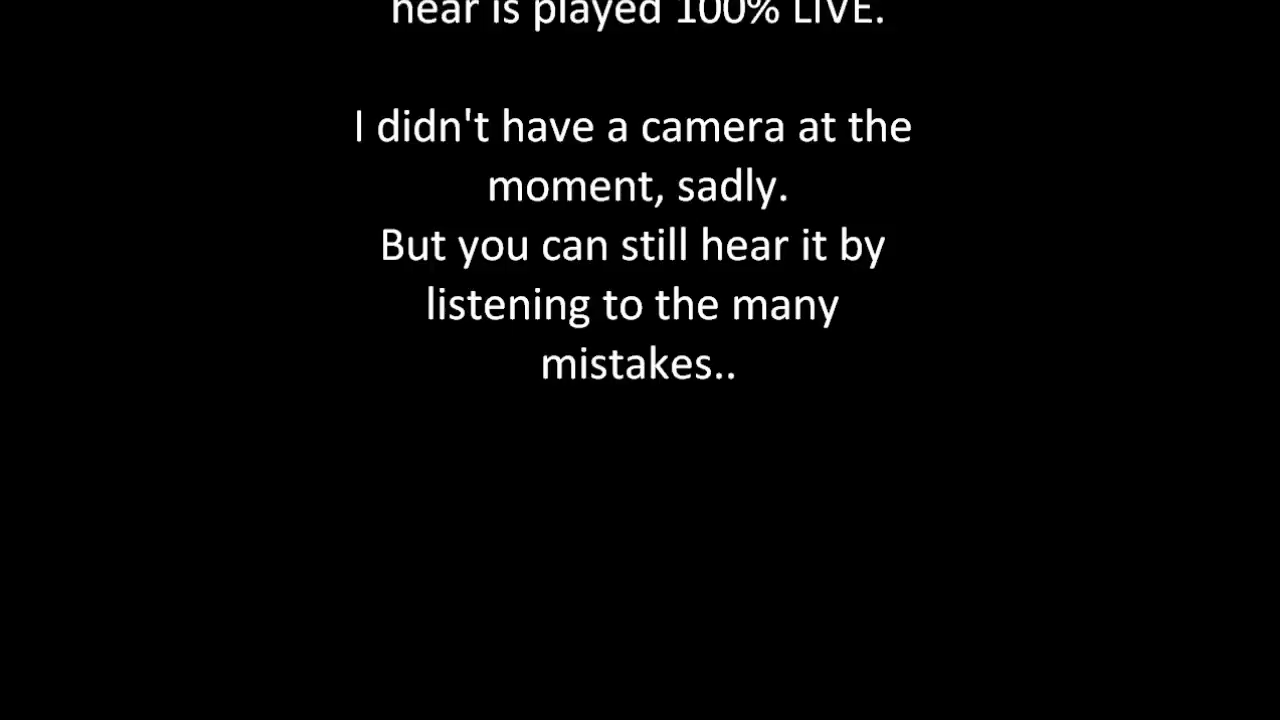 hear is played 100% LIVE.
I didn't have a camera at the
moment, sadly.
But you can still hear it by
listening to the many
mistakes..